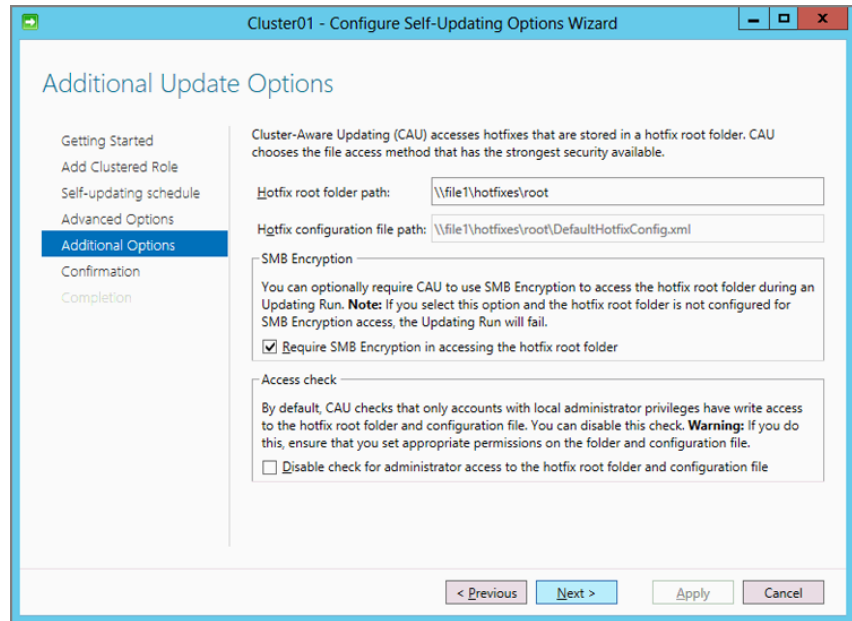 Cluster01 - Configure Self-Updating Options Wizard
Additional Update Options
Getting Started
Add Clustered Role
Self-updating schedule
Advanced Options
Additional Options
Confirmation
Completion
Cluster-Aware Updating (CAU) accesses hotfixes that are stored in a hotfix root folder. CAU
chooses the file access method that has the strongest security available.
Hotfix root folder path:
\\file1\hotfixes\root
Hotfix configuration file path:
\\file1\hotfixes\root\DefaultHotfixConfig.xml
SMB Encryption
You can optionally require CAU to use SMB Encryption to access the hotfix root folder during an
Updating Run. Note: If you select this option and the hotfix root folder is not configured for
SMB Encryption access, the Updating Run will fail.
Require SMB Encryption in accessing the hotfix root folder
Access check
By default, CAU checks that only accounts with local administrator privileges have write access
to the hotfix root folder and configuration file. You can disable this check. Warning: If you do
this, ensure that you set appropriate permissions on the folder and configuration file.
Disable check for administrator access to the hotfix root folder and configuration file
< Previous
Next >
Apply
Cancel